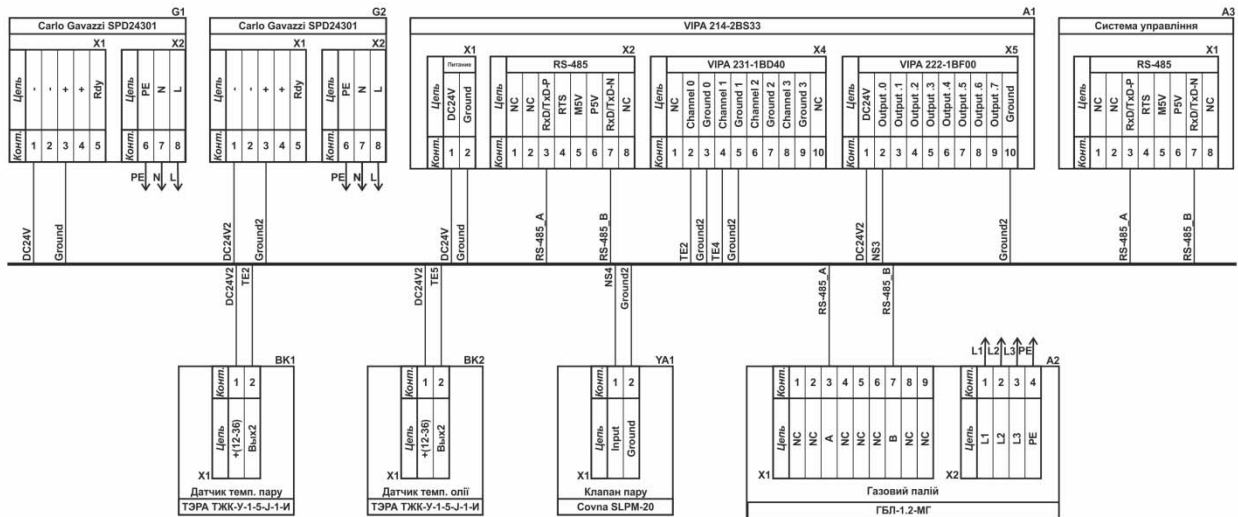 G1
Carlo Gavazzi SPD24301
X1
Цепь - - + + Rdy
Конт. 1 2 3 4 5
X2
Цепь PE N L
Конт. 6 7 8
PE N L
DC24V Ground
G2
Carlo Gavazzi SPD24301
X1
Цепь - - + + Rdy
Конт. 1 2 3 4 5
X2
Цепь PE N L
Конт. 6 7 8
PE N L
DC24V2 Ground2
A1
VIPA 214-2BS33
X1
Питание
Цепь DC24V Ground
Конт. 1 2
DC24V Ground
X2
RS-485
Цепь NC NC RxD/TxD-P RTS M5V P5V RxD/TxD-N NC
Конт. 1 2 3 4 5 6 7 8
RS-485_A RS-485_B
X4
VIPA 231-1BD40
Цепь NC Channel 0 Ground 0 Channel 1 Ground 1 Channel 2 Ground 2 Channel 3 Ground 3 NC
Конт. 1 2 3 4 5 6 7 8 9 10
TE2 Ground2 TE4 Ground2
X5
VIPA 222-1BF00
Цепь DC24V Output .0 Output .1 Output .2 Output .3 Output .4 Output .5 Output .6 Output .7 Ground
Конт. 1 2 3 4 5 6 7 8 9 10
DC24V2 NS3 Ground2
A3
Система управління
X1
RS-485
Цепь NC NC RxD/TxD-P RTS M5V P5V RxD/TxD-N NC
Конт. 1 2 3 4 5 6 7 8
RS-485_A RS-485_B
DC24V2 TE2
BK1
Конт. 1 2
Цепь +(12-36) Вых2
X1
Датчик темп. пару
ТЭРА ТЖК-У-1-5-J-1-И
DC24V2 TE5
BK2
Конт. 1 2
Цепь +(12-36) Вых2
X1
Датчик темп. олії
ТЭРА ТЖК-У-1-5-J-1-И
NS4 Ground2
YA1
Конт. 1 2
Цепь Input Ground
X1
Клапан пару
Covna SLPM-20
RS-485_A RS-485_B
L1 L2 L3 PE
A2
Конт. 1 2 3 4 5 6 7 8 9
Цепь NC NC A NC NC NC B NC NC
X1
Конт. 1 2 3 4
Цепь L1 L2 L3 PE
X2
Газовий палій
ГБЛ-1.2-МГ